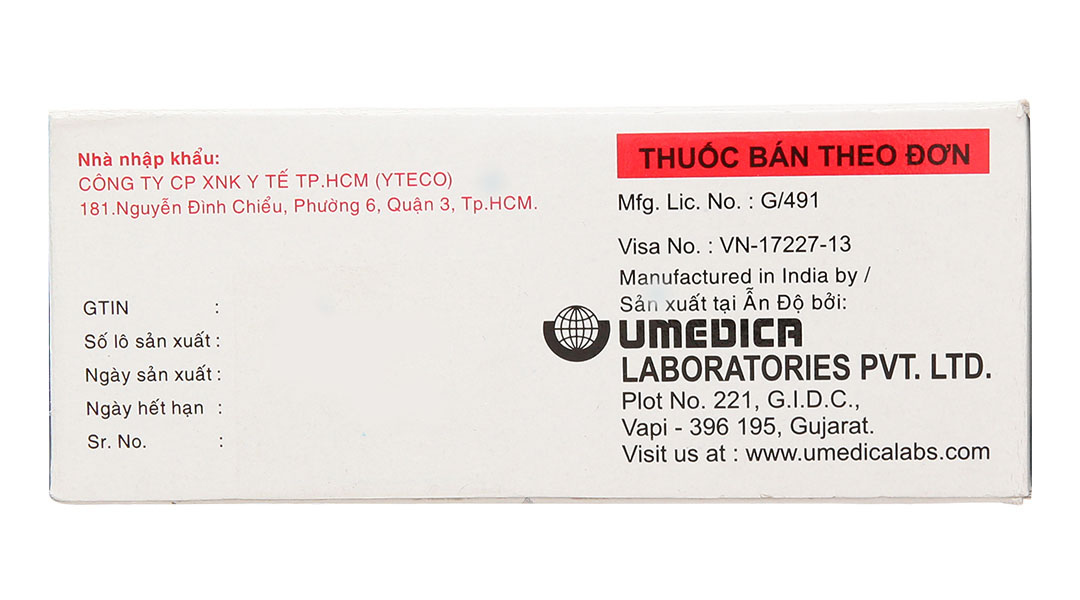 Nhà nhập khẩu:
CÔNG TY CP XNK Y TẾ TP.HCM (YTECO)
181.Nguyễn Đình Chiểu, Phường 6, Quận 3, Tp.HCM.
GTIN :
Số lô sản xuất :
Ngày sản xuất :
Ngày hết hạn :
Sr. No. :
THUỐC BÁN THEO ĐƠN
Mfg. Lic. No. : G/491
Visa No. : VN-17227-13
Manufactured in India by /
Sản xuất tại Ấn Độ bởi:
UMEDICA
LABORATORIES PVT. LTD.
Plot No. 221, G.I.D.C.,
Vapi - 396 195, Gujarat.
Visit us at : www.umedicalabs.com